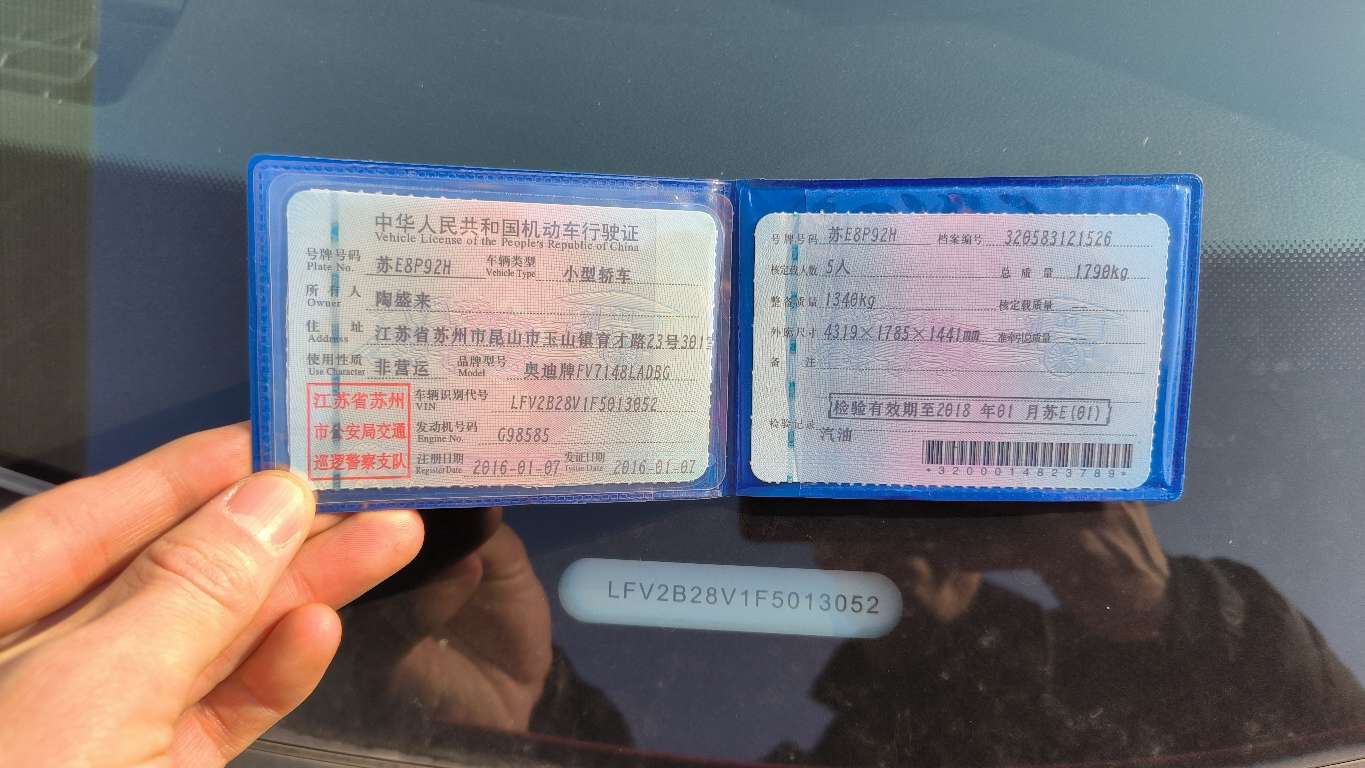 中华人民共和国机动车行驶证
Vehicle License of the People's Republic of China
号牌号码 苏E8P92H 车辆类型 小型轿车
Plate No. Vehicle Type
所有人 陶盛来
Owner
住址 江苏省苏州市昆山市玉山镇育才路23号301
Address
使用性质 非营运 品牌型号 奥迪牌FV7148LADBG
Use Character Model
江苏省苏州
市公安局交通
巡逻警察支队
车辆识别代号 LFV2B28V1F5013052
VIN
发动机号码 G98585
Engine No.
注册日期 2016-01-07 发证日期 2016-01-07
Register Date Issue Date
号牌号码 苏E8P92H 档案编号 320583121526
核定载人数 5人 总质量 1790kg
整备质量 1340kg 核定载质量
外廓尺寸 4319×1785×1441mm 准牵引总质量
备注
检验有效期至2018 年01 月苏E(01)
检验记录
汽油
*3200014823789*
LFV2B28V1F5013052